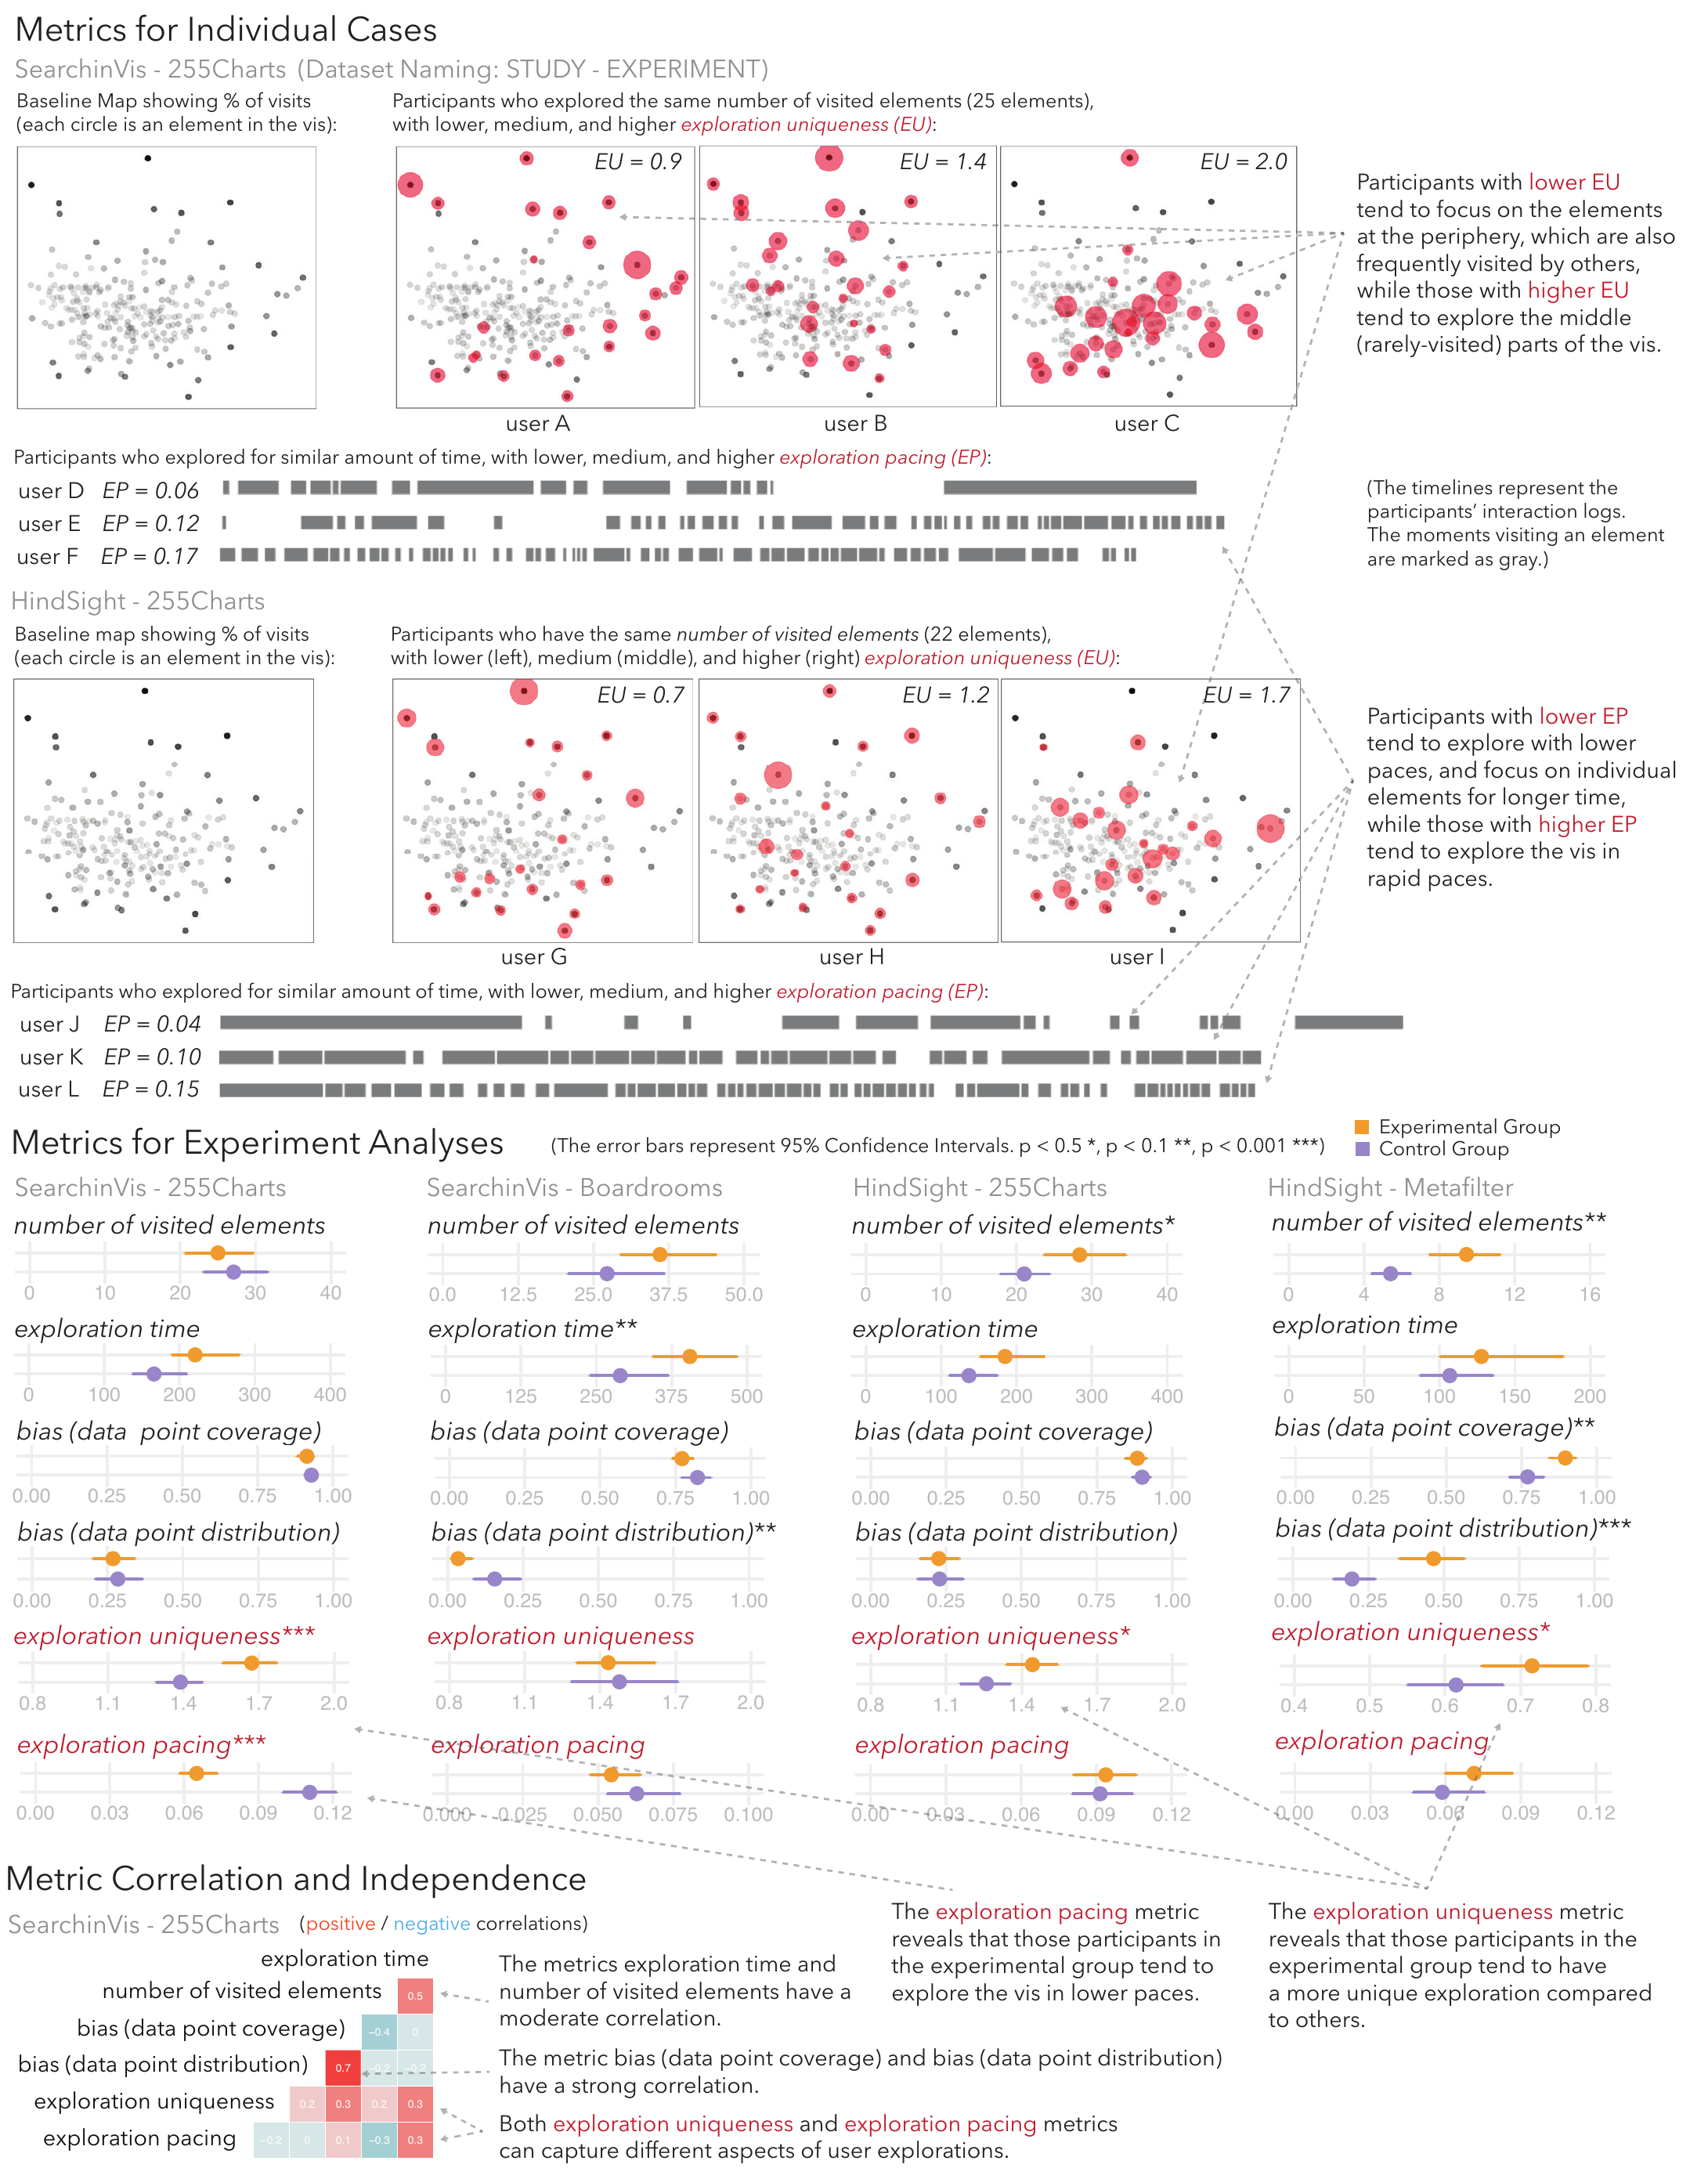 Metrics for Individual Cases
SearchinVis - 255Charts (Dataset Naming: STUDY - EXPERIMENT)
Baseline Map showing % of visits
(each circle is an element in the vis):
Participants who explored the same number of visited elements (25 elements),
with lower, medium, and higher exploration uniqueness (EU):
EU = 0.9
EU = 1.4
EU = 2.0
user A
user B
user C
Participants with lower EU
tend to focus on the elements
at the periphery, which are also
frequently visited by others,
while those with higher EU
tend to explore the middle
(rarely-visited) parts of the vis.
Participants who explored for similar amount of time, with lower, medium, and higher exploration pacing (EP):
user D EP = 0.06
user E EP = 0.12
user F EP = 0.17
(The timelines represent the
participants' interaction logs.
The moments visiting an element
are marked as gray.)
HindSight - 255Charts
Baseline map showing % of visits
(each circle is an element in the vis):
Participants who have the same number of visited elements (22 elements),
with lower (left), medium (middle), and higher (right) exploration uniqueness (EU):
EU = 0.7
EU = 1.2
EU = 1.7
user G
user H
user I
Participants with lower EP
tend to explore with lower
paces, and focus on individual
elements for longer time,
while those with higher EP
tend to explore the vis in
rapid paces.
Participants who explored for similar amount of time, with lower, medium, and higher exploration pacing (EP):
user J EP = 0.04
user K EP = 0.10
user L EP = 0.15
Metrics for Experiment Analyses
(The error bars represent 95% Confidence Intervals. p < 0.5 *, p < 0.1 **, p < 0.001 ***)
Experimental Group
Control Group
SearchinVis - 255Charts
number of visited elements
0 10 20 30 40
exploration time
0 100 200 300 400
bias (data point coverage)
0.00 0.25 0.50 0.75 1.00
bias (data point distribution)
0.00 0.25 0.50 0.75 1.00
exploration uniqueness***
0.8 1.1 1.4 1.7 2.0
exploration pacing***
0.00 0.03 0.06 0.09 0.12
SearchinVis - Boardrooms
number of visited elements
0.0 12.5 25.0 37.5 50.0
exploration time**
0 125 250 375 500
bias (data point coverage)
0.00 0.25 0.50 0.75 1.00
bias (data point distribution)**
0.00 0.25 0.50 0.75 1.00
exploration uniqueness
0.8 1.1 1.4 1.7 2.0
exploration pacing
0.000 0.025 0.050 0.075 0.100
HindSight - 255Charts
number of visited elements*
0 10 20 30 40
exploration time
0 100 200 300 400
bias (data point coverage)
0.00 0.25 0.50 0.75 1.00
bias (data point distribution)
0.00 0.25 0.50 0.75 1.00
exploration uniqueness*
0.8 1.1 1.4 1.7 2.0
exploration pacing
0.00 0.03 0.06 0.09 0.12
HindSight - Metafilter
number of visited elements**
0 4 8 12 16
exploration time
0 50 100 150 200
bias (data point coverage)**
0.00 0.25 0.50 0.75 1.00
bias (data point distribution)***
0.00 0.25 0.50 0.75 1.00
exploration uniqueness*
0.4 0.5 0.6 0.7 0.8
exploration pacing
0.00 0.03 0.06 0.09 0.12
The exploration pacing metric
reveals that those participants in
the experimental group tend to
explore the vis in lower paces.
The exploration uniqueness metric
reveals that those participants in the
experimental group tend to have
a more unique exploration compared
to others.
Metric Correlation and Independence
SearchinVis - 255Charts (positive / negative correlations)
exploration time
number of visited elements 0.5
bias (data point coverage) -0.4 0
bias (data point distribution) 0.7 -0.2 -0.2
exploration uniqueness 0.2 0.3 0.2 0.3
exploration pacing -0.2 0 0.1 -0.3 0.3
The metrics exploration time and
number of visited elements have a
moderate correlation.
The metric bias (data point coverage) and bias (data point distribution)
have a strong correlation.
Both exploration uniqueness and exploration pacing metrics
can capture different aspects of user explorations.